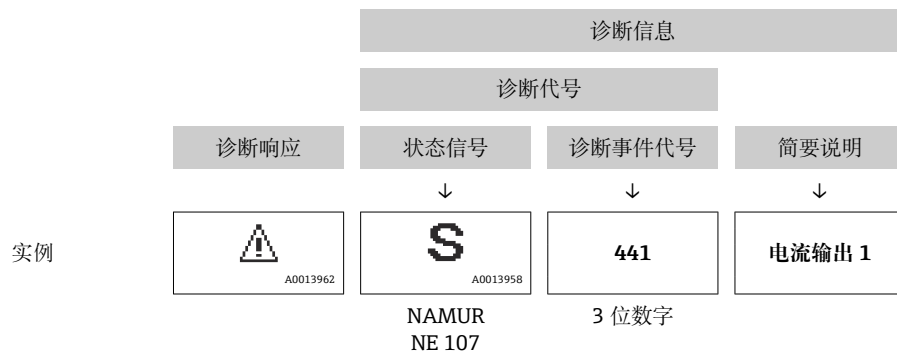 诊断信息
诊断代号
诊断响应 状态信号 诊断事件代号 简要说明
↓ ↓ ↓
实例 S 441 电流输出 1
A0013962 A0013958
NAMUR 3 位数字
NE 107